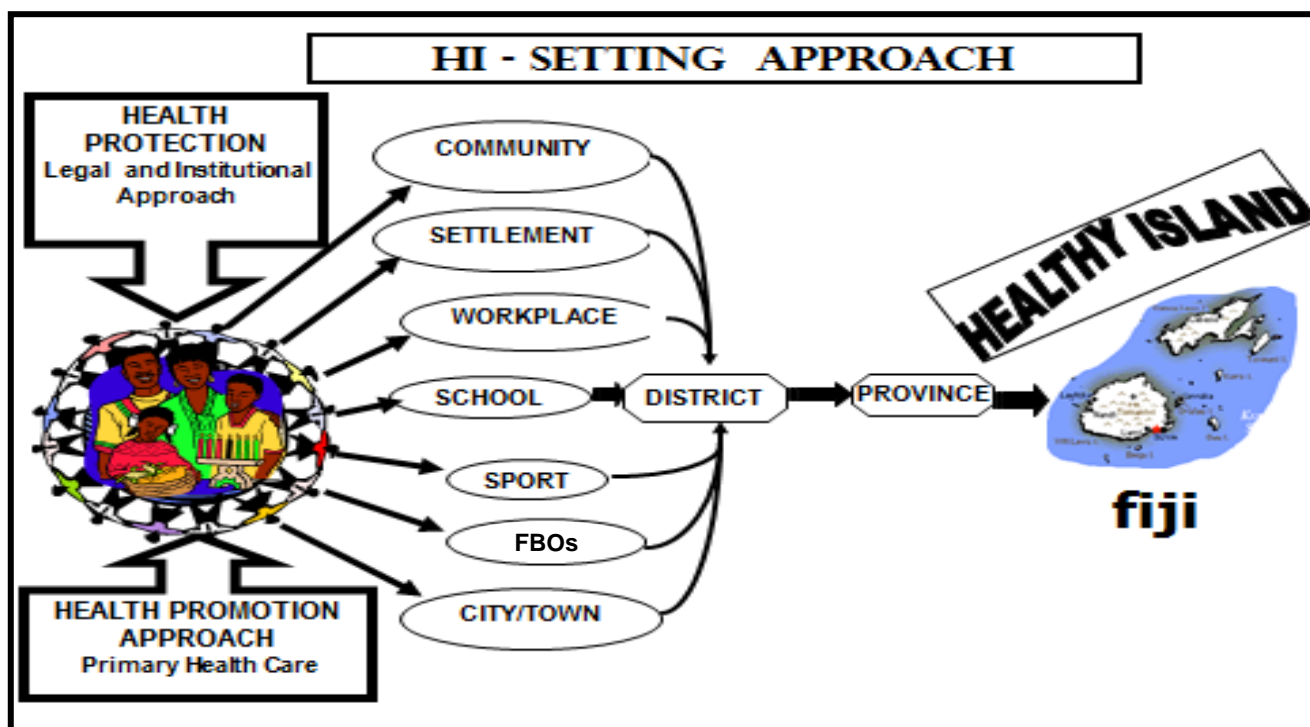 HI - SETTING APPROACH
HEALTH
PROTECTION
Legal and Institutional
Approach
COMMUNITY
SETTLEMENT
WORKPLACE
SCHOOL
SPORT
FBOs
CITY/TOWN
HEALTH PROMOTION
APPROACH
Primary Health Care
DISTRICT
PROVINCE
HEALTHY ISLAND
fiji